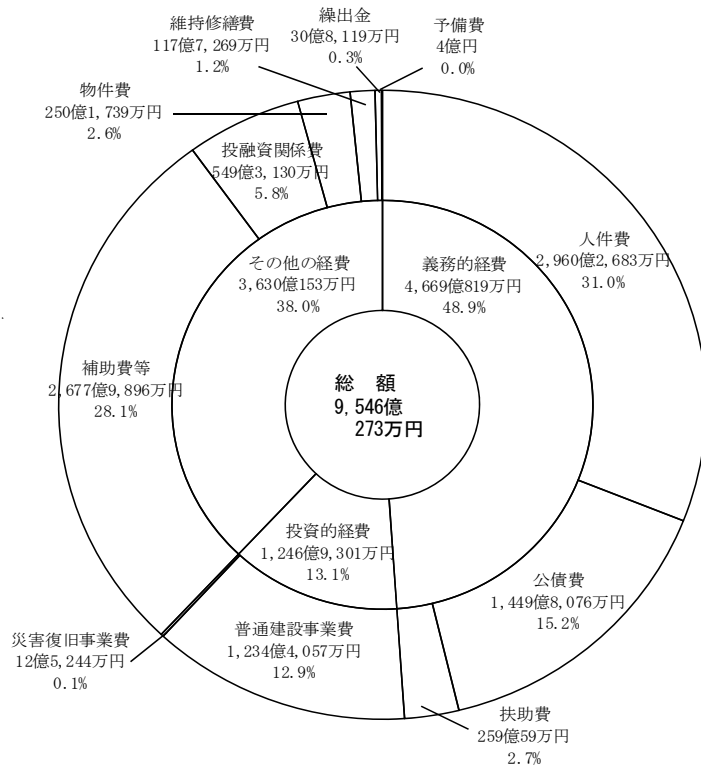 維持修繕費
117億7,269万円
1.2%
繰出金
30億8,119万円
0.3%
予備費
4億円
0.0%
物件費
250億1,739万円
2.6%
投融資関係費
549億3,130万円
5.8%
人件費
2,960億2,683万円
31.0%
その他の経費
3,630億153万円
38.0%
義務的経費
4,669億819万円
48.9%
補助費等
2,677億9,896万円
28.1%
総 額
9,546億
273万円
投資的経費
1,246億9,301万円
13.1%
公債費
1,449億8,076万円
15.2%
普通建設事業費
1,234億4,057万円
12.9%
災害復旧事業費
12億5,244万円
0.1%
扶助費
259億59万円
2.7%